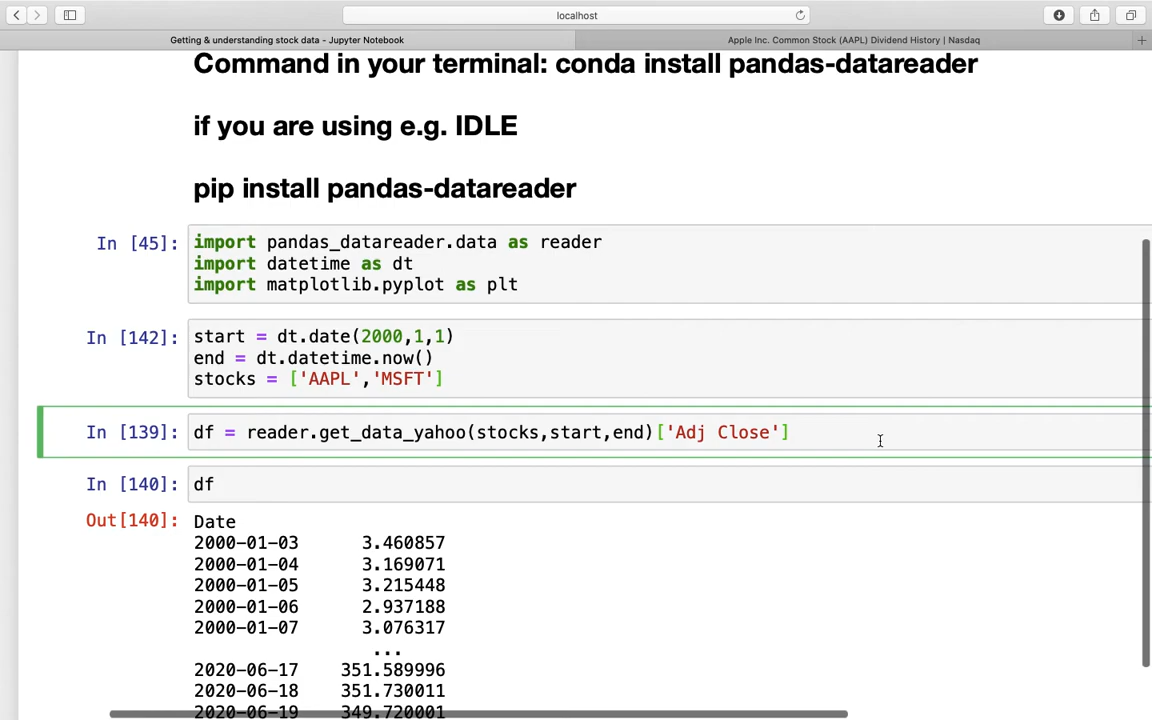 localhost
Getting & understanding stock data - Jupyter Notebook
Apple Inc. Common Stock (AAPL) Dividend History | Nasdaq
Command in your terminal: conda install pandas-datareader
if you are using e.g. IDLE
pip install pandas-datareader
In [45]: import pandas_datareader.data as reader
import datetime as dt
import matplotlib.pyplot as plt
In [142]: start = dt.date(2000,1,1)
end = dt.datetime.now()
stocks = ['AAPL','MSFT']
In [139]: df = reader.get_data_yahoo(stocks,start,end)['Adj Close']
In [140]: df
Out[140]: Date
2000-01-03 3.460857
2000-01-04 3.169071
2000-01-05 3.215448
2000-01-06 2.937188
2000-01-07 3.076317
...
2020-06-17 351.589996
2020-06-18 351.730011
2020-06-19 349.720001